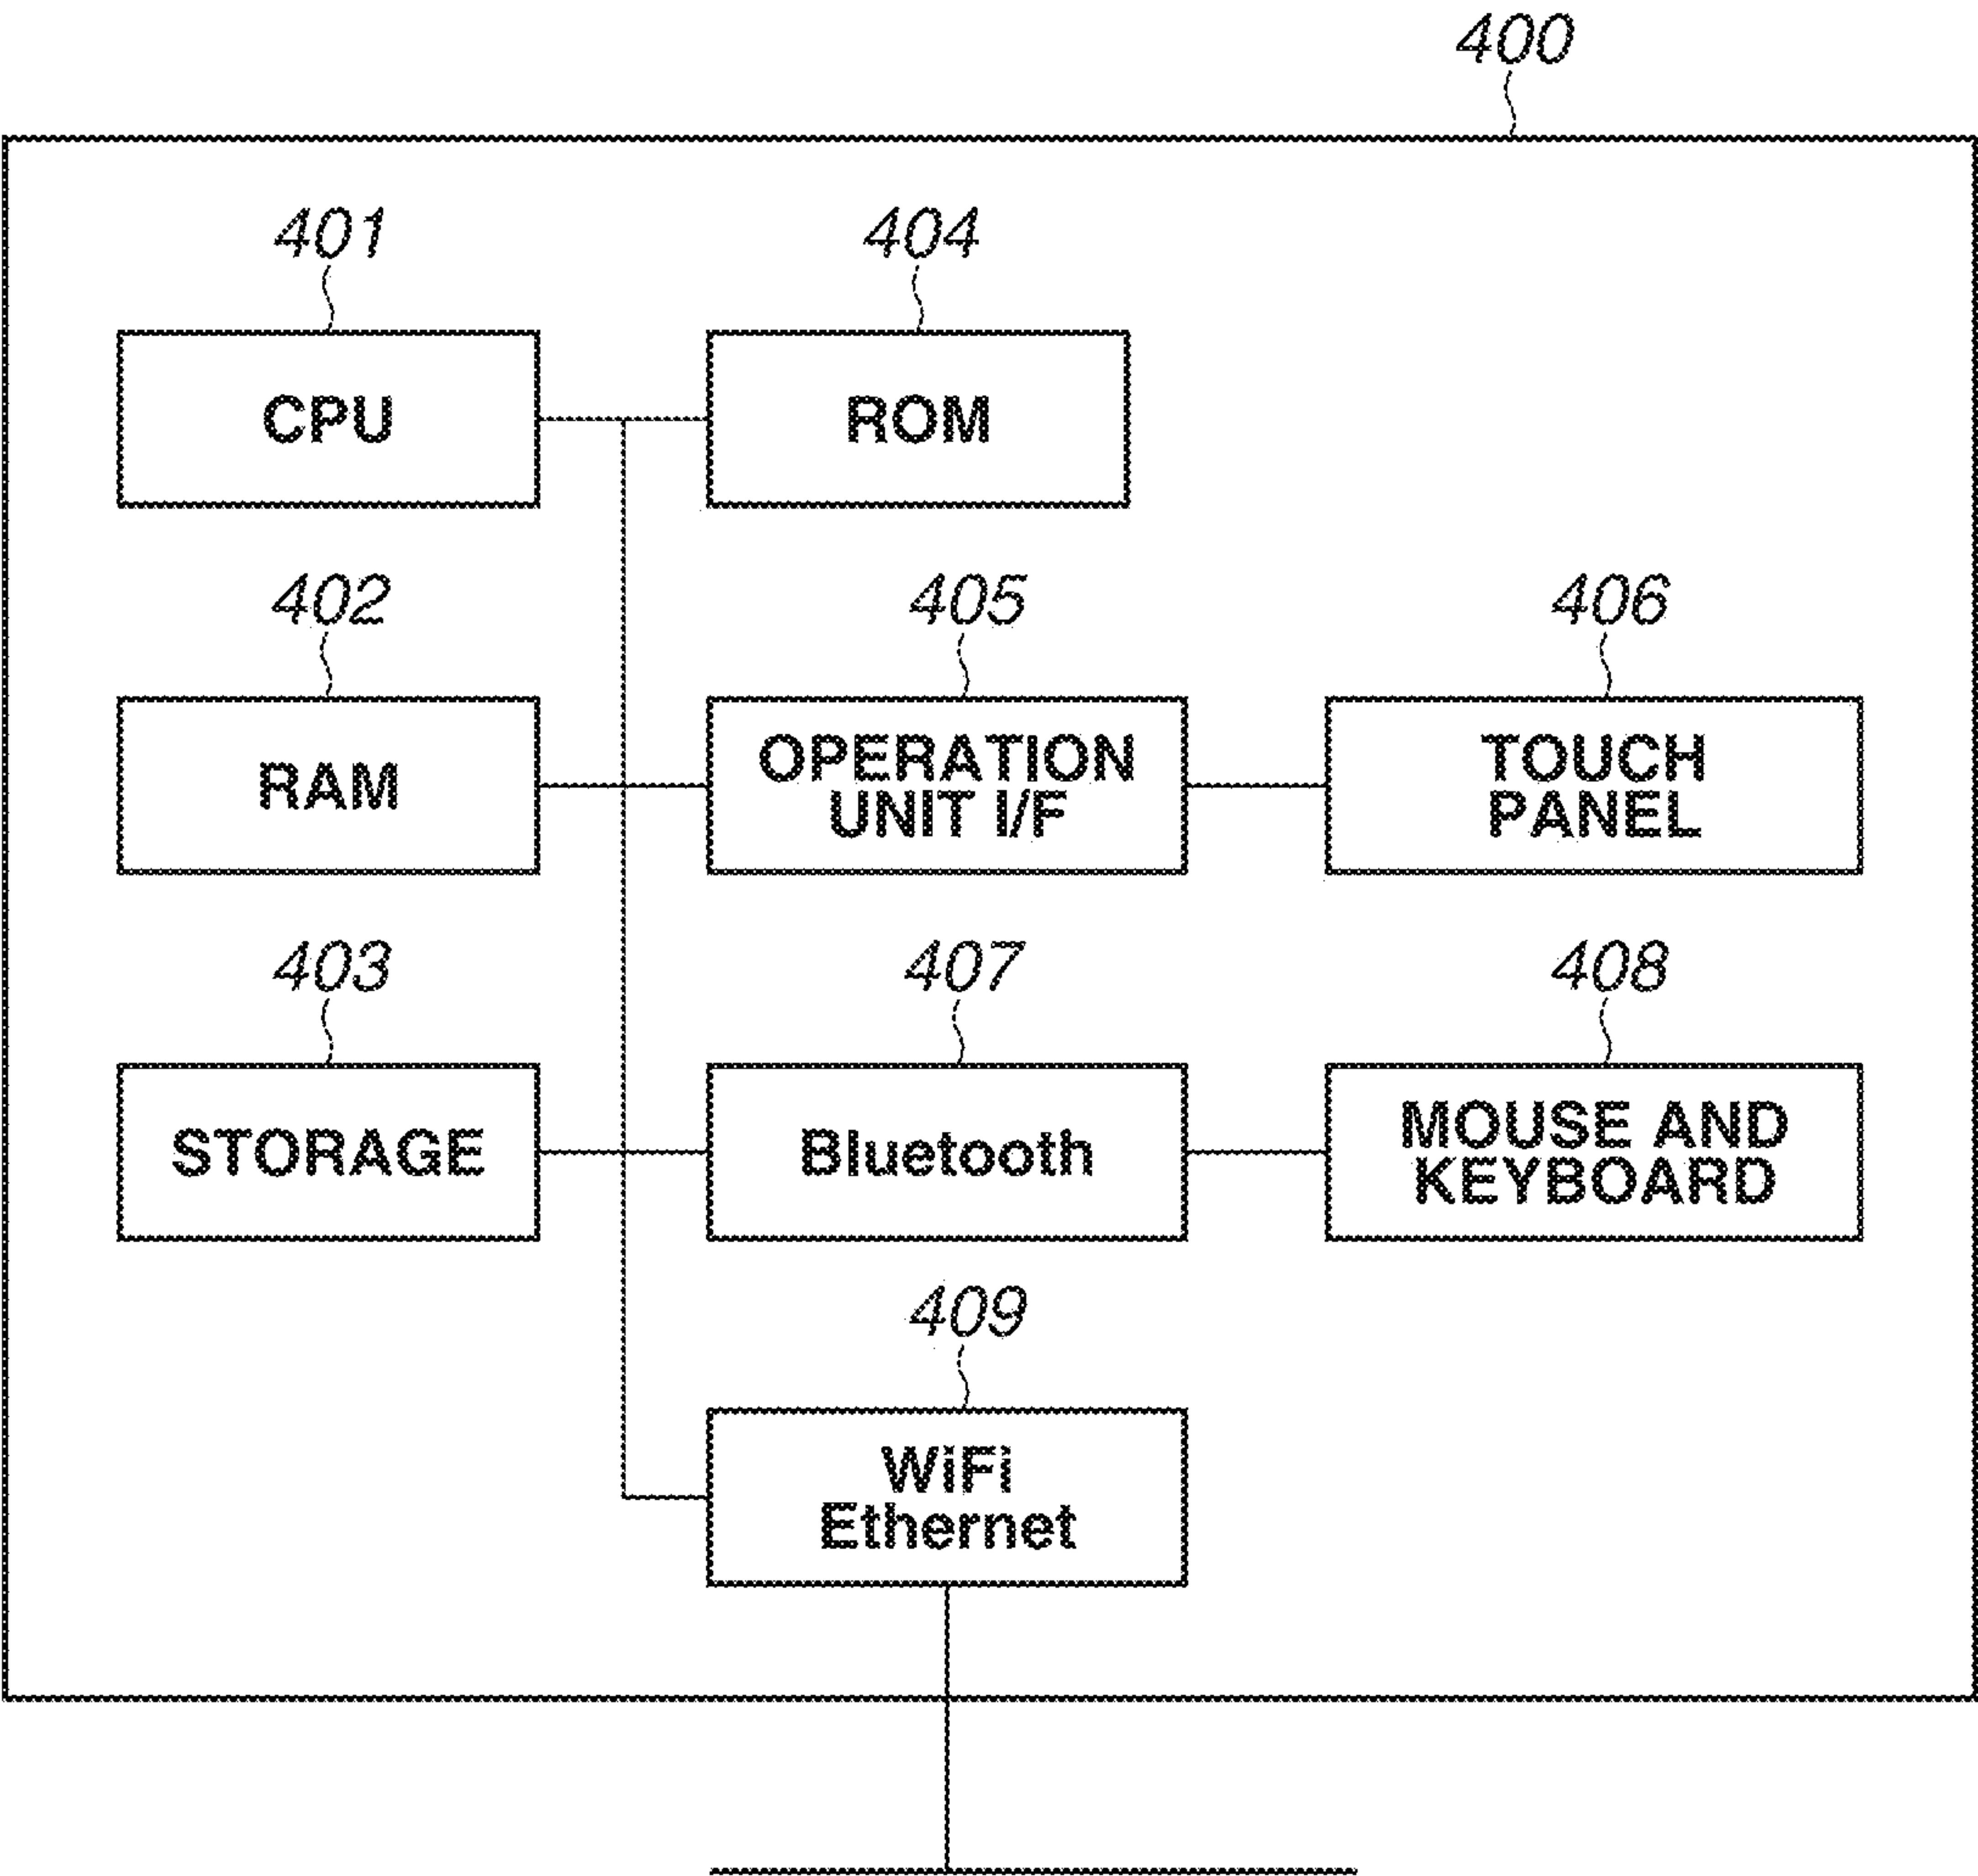 400
401
404
CPU
ROM
402
405
406
RAM
OPERATION
UNIT I/F
TOUCH
PANEL
403
407
408
STORAGE
Bluetooth
MOUSE AND
KEYBOARD
409
WiFi
Ethernet